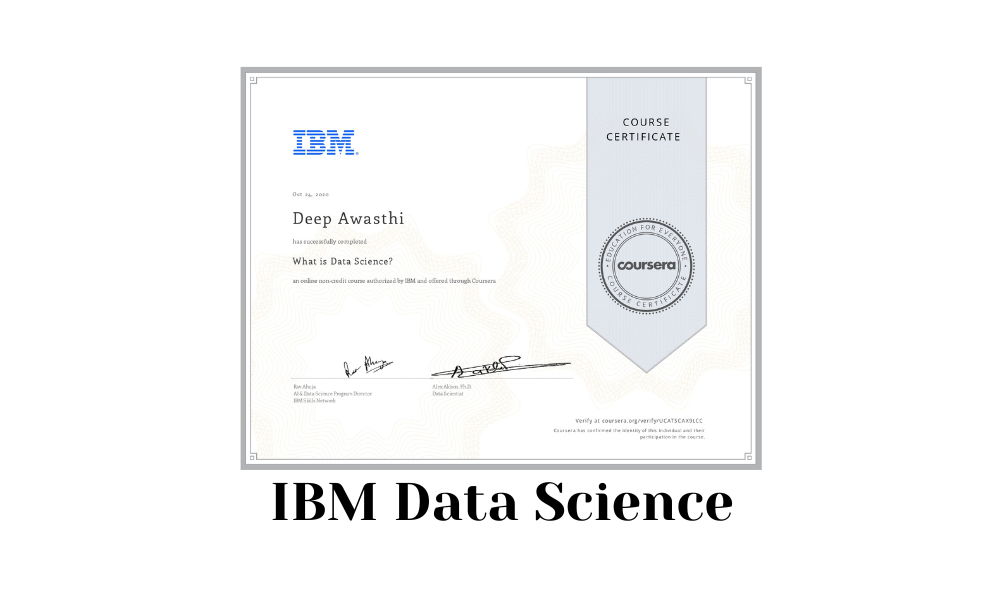 IBM
Oct 24, 2020
Deep Awasthi
has successfully completed
What is Data Science?
an online non-credit course authorized by IBM and offered through Coursera
COURSE
CERTIFICATE
EDUCATION FOR EVERYONE
coursera
COURSE CERTIFICATE
Rav Ahuja
AI & Data Science Program Director
IBM Skills Network
Alex Aklson, Ph.D.
Data Scientist
Verify at coursera.org/verify/UCATSCAX9LCC
Coursera has confirmed the identity of this individual and their
participation in the course.
IBM Data Science